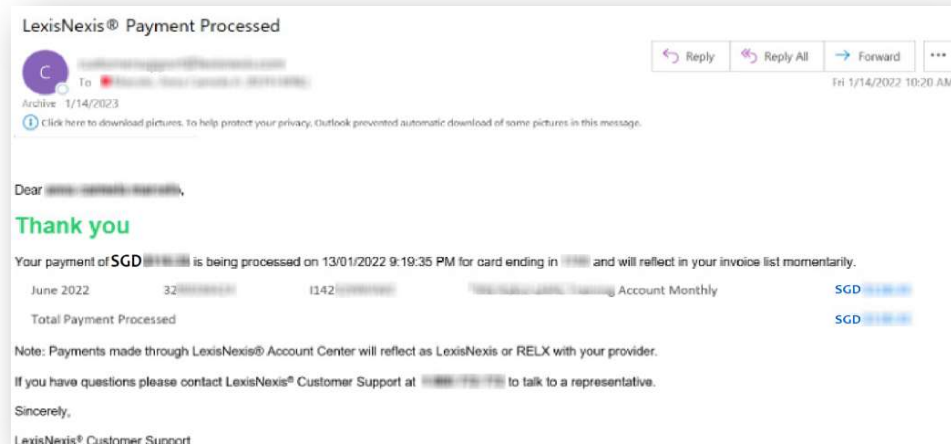 LexisNexis® Payment Processed
C
To
Reply
Reply All
Forward
...
Fri 1/14/2022 10:20 AM
Archive 1/14/2023
Click here to download pictures. To help protect your privacy, Outlook prevented automatic download of some pictures in this message.
Dear
Thank you
Your payment of SGD is being processed on 13/01/2022 9:19:35 PM for card ending in and will reflect in your invoice list momentarily.
June 2022 32 I142 Account Monthly SGD
Total Payment Processed SGD
Note: Payments made through LexisNexis® Account Center will reflect as LexisNexis or RELX with your provider.
If you have questions please contact LexisNexis® Customer Support at to talk to a representative.
Sincerely,
LexisNexis® Customer Support